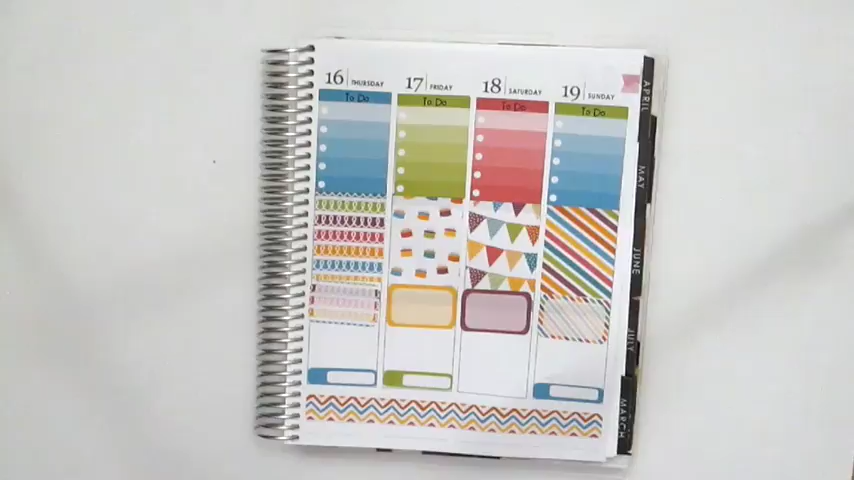 16 THURSDAY
17 FRIDAY
18 SATURDAY
19 SUNDAY
To Do
To Do
To Do
To Do
APRIL
MAY
JUNE
JULY
MARCH